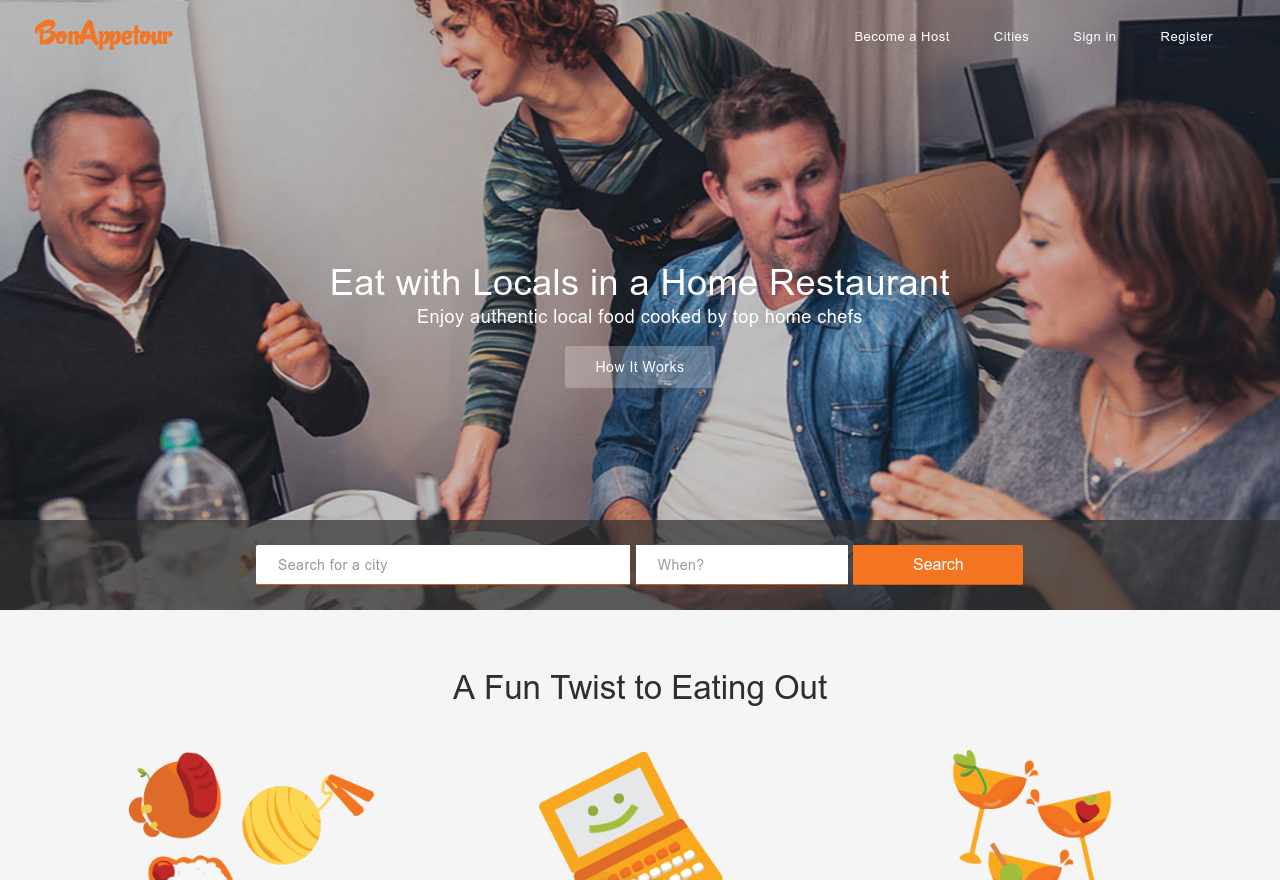 BonAppetour
Become a Host
Cities
Sign in
Register
I'M A
Eat with Locals in a Home Restaurant
Enjoy authentic local food cooked by top home chefs
How It Works
Search for a city
When?
Search
A Fun Twist to Eating Out